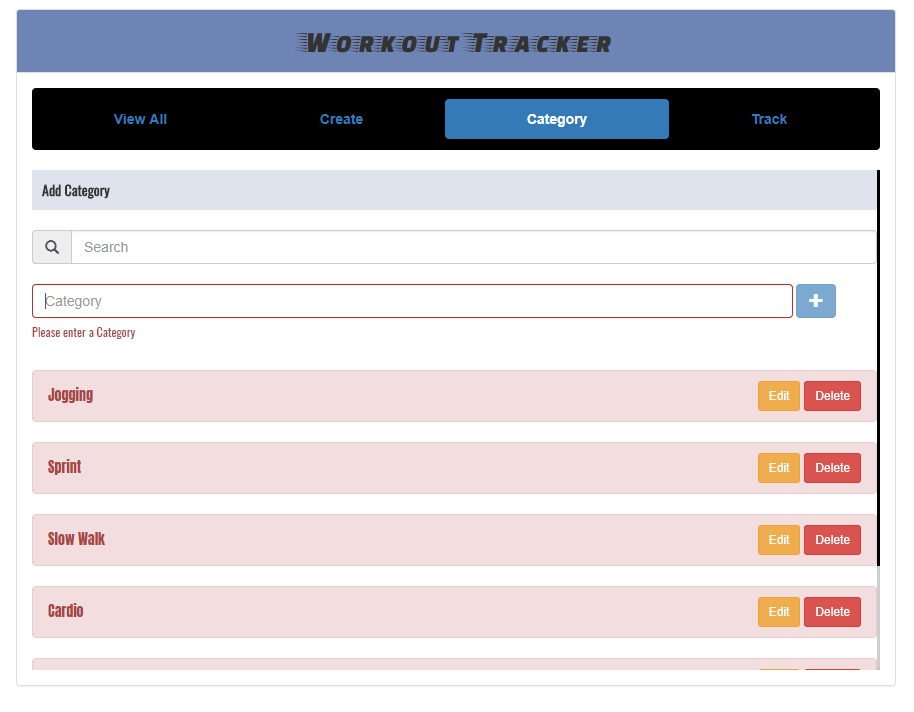 Workout Tracker
View All Create Category Track
Add Category
Search
Category
Please enter a Category
Jogging Edit Delete
Sprint Edit Delete
Slow Walk Edit Delete
Cardio Edit Delete